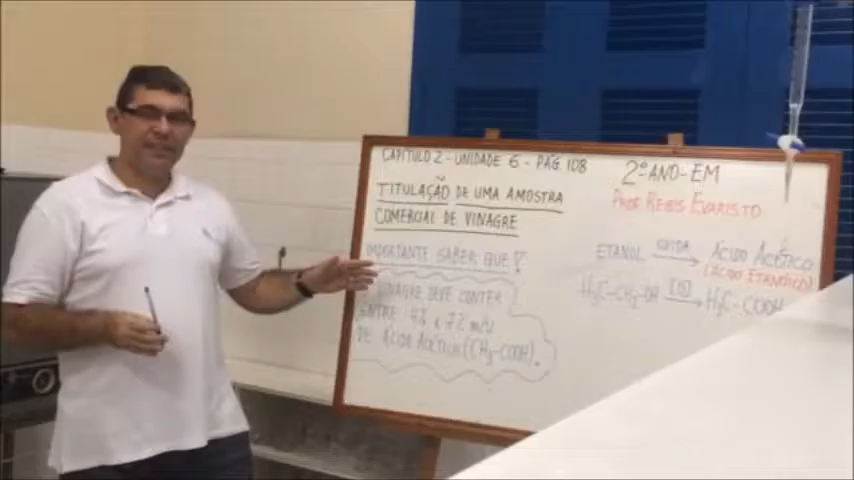 CAPÍTULO 2 - UNIDADE 6 - PÁG 108
TITULAÇÃO DE UMA AMOSTRA
COMERCIAL DE VINAGRE
IMPORTANTE SABER QUE!
VINAGRE DEVE CONTER
ENTRE 4% e 7% m/v
DE ÁCIDO ACÉTICO (CH3-COOH).
2º ANO - EM
PROF REGIS EVARISTO
ETANOL OXIDA ÁCIDO ACÉTICO
(ÁCIDO ETANÓICO)
H3C-CH2-OH [O] H3C-COOH